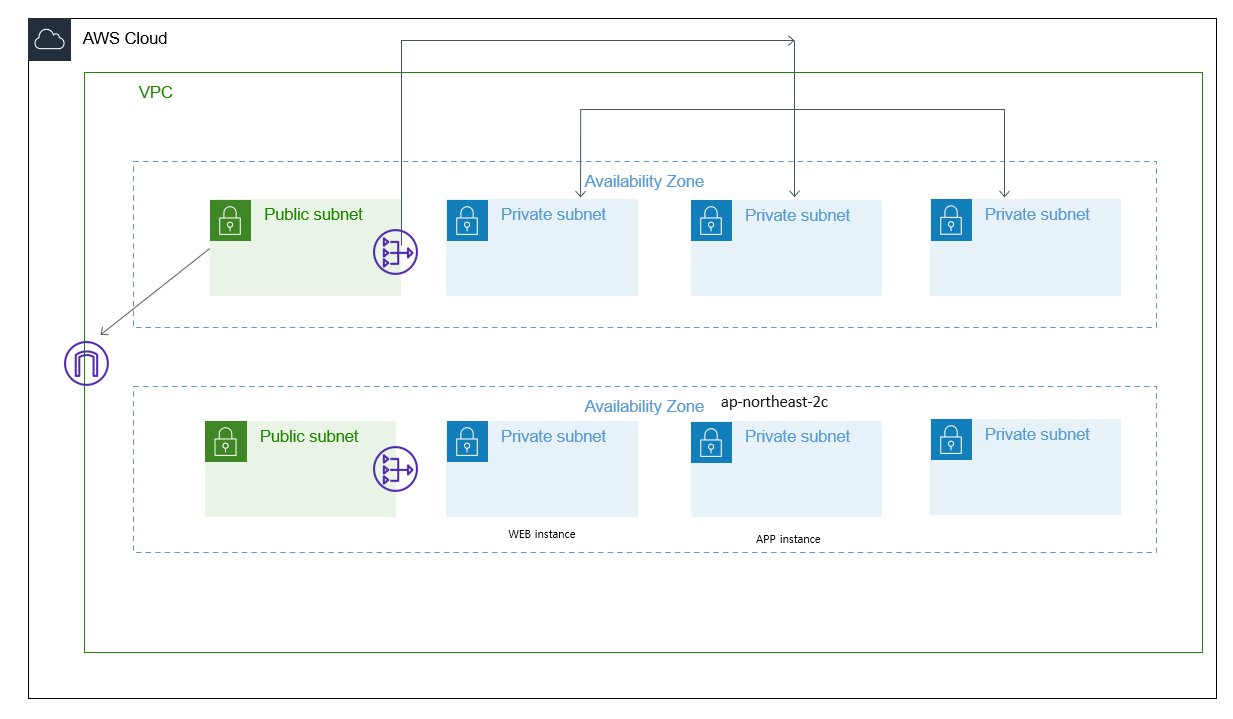 AWS Cloud
VPC
Availability Zone
Public subnet
Private subnet
Private subnet
Private subnet
Availability Zone ap-northeast-2c
Public subnet
Private subnet
Private subnet
Private subnet
WEB instance
APP instance